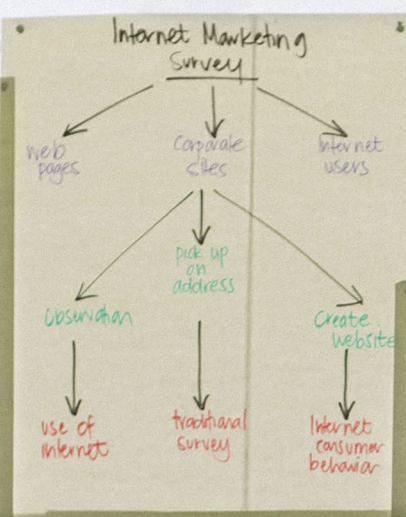 Internet Marketing
Survey
Web
pages
Corporate
Sites
Internet
users
pick up
on
address
Observation
Create
website
use of
Internet
traditional
survey
Internet
consumer
behavior